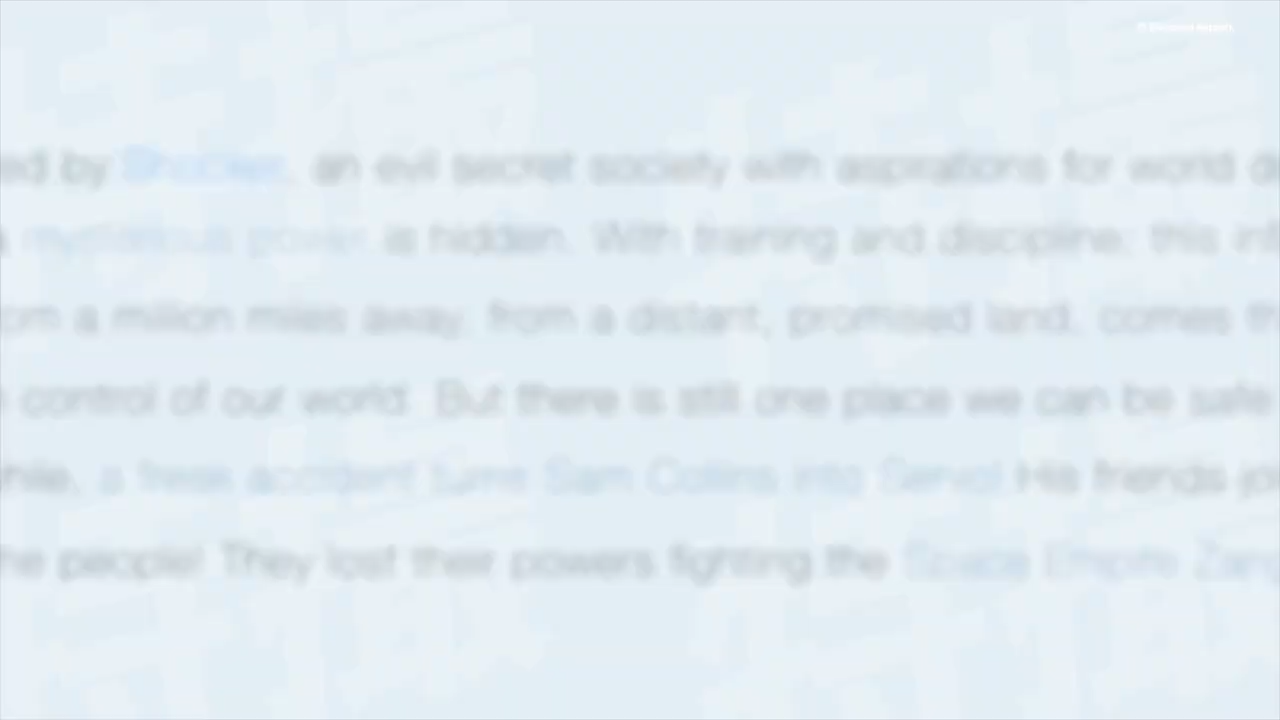 ed by Shocker, an evil secret society with aspirations for world d
mysterious power is hidden. With training and discipline, this inf
om a million miles away, from a distant, promised land, comes th
control of our world. But there is still one place we can be safe
hile, a freak accident turns Sam Collins into Servo! His friends jo
he people! They lost their powers fighting the Space Empire Zang